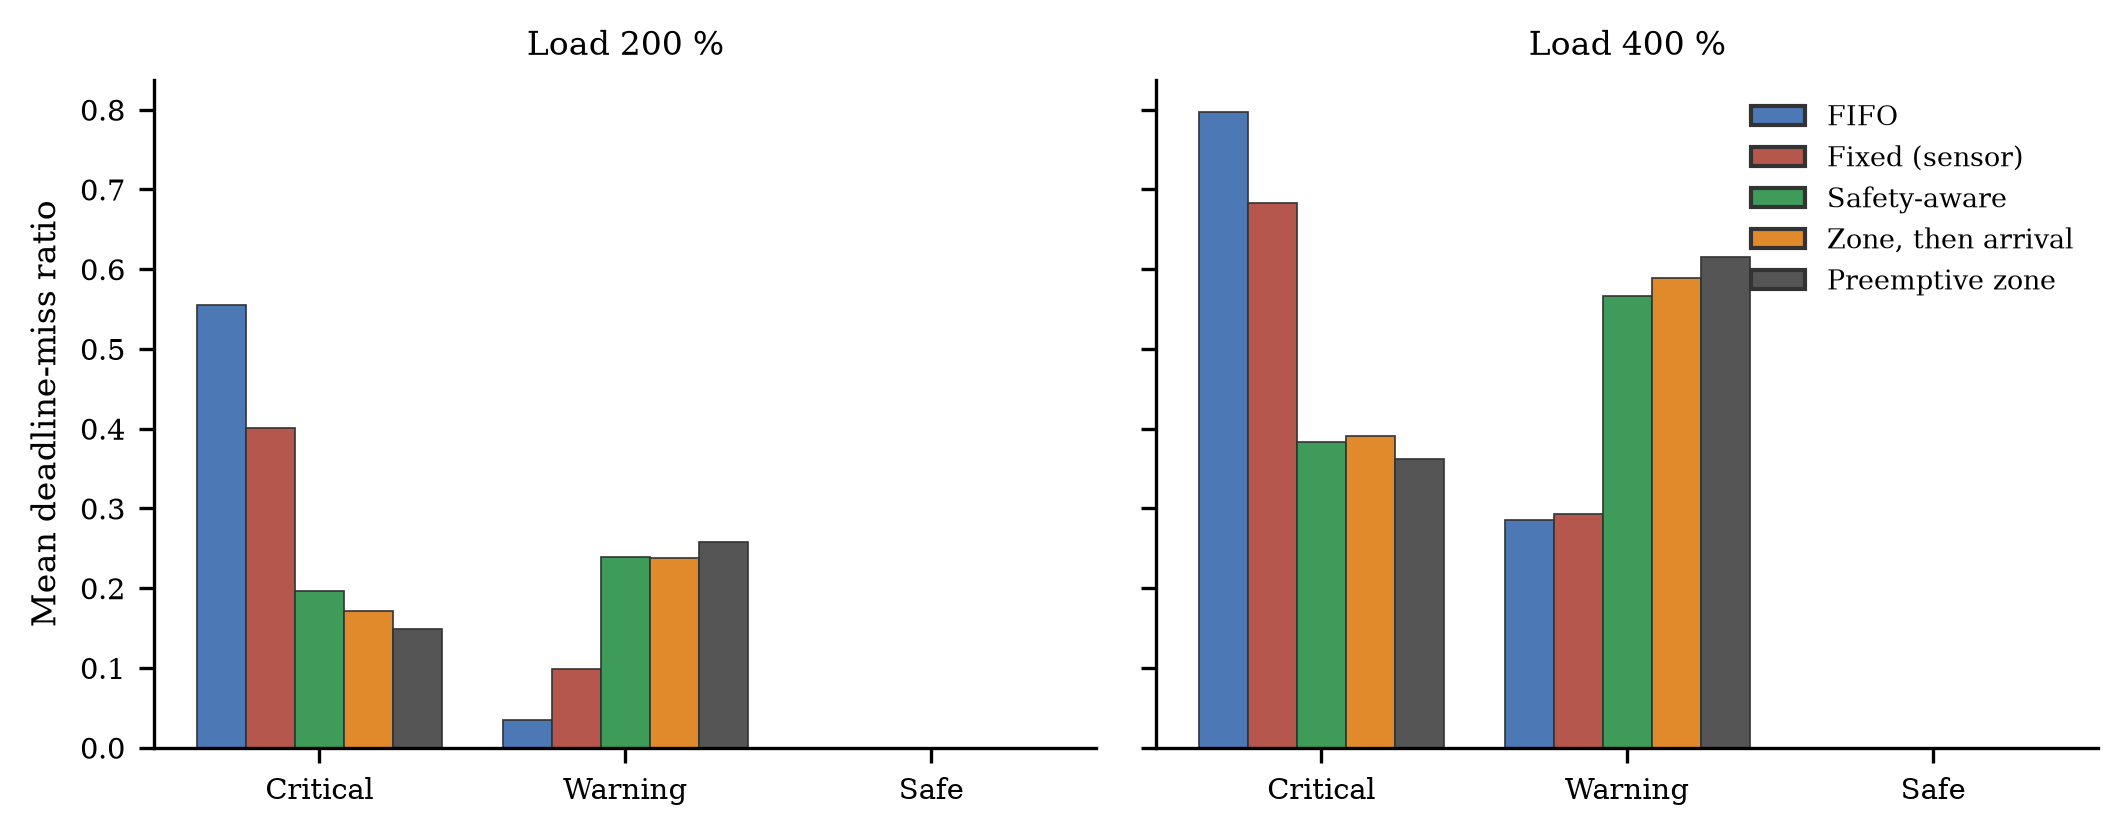 Load 200 %
Load 400 %
Mean deadline-miss ratio
0.8
0.7
0.6
0.5
0.4
0.3
0.2
0.1
0.0
Critical
Warning
Safe
FIFO
Fixed (sensor)
Safety-aware
Zone, then arrival
Preemptive zone
Critical
Warning
Safe